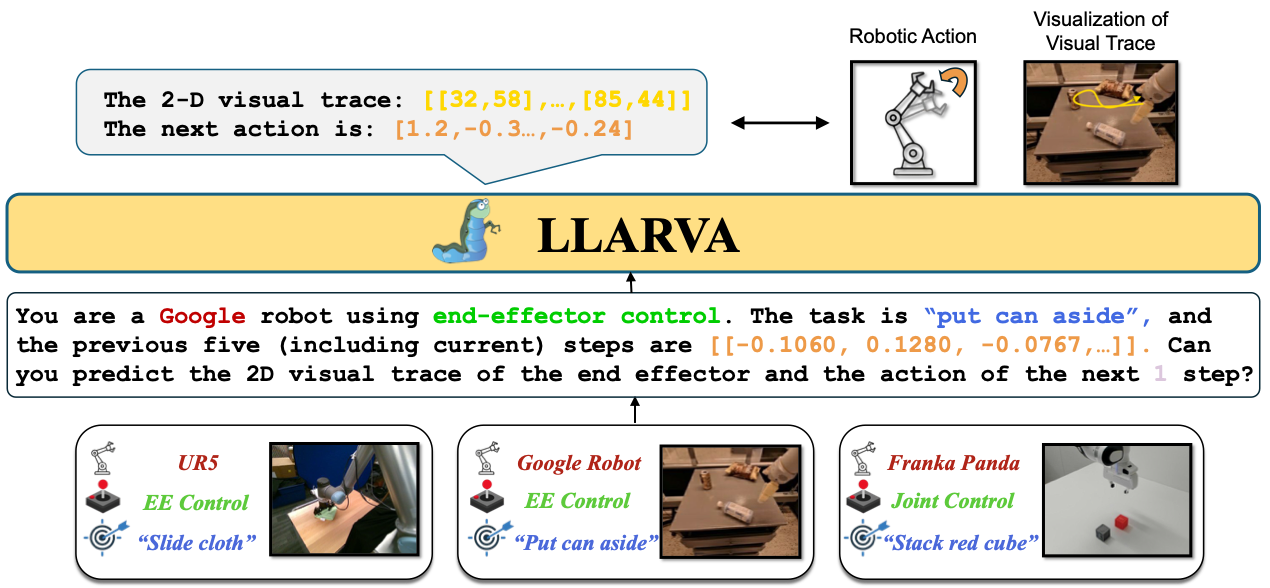 Robotic Action
Visualization of
Visual Trace
The 2-D visual trace: [[32,58],…,[85,44]]
The next action is: [1.2,-0.3…,-0.24]
LLARVA
You are a Google robot using end-effector control. The task is “put can aside”, and
the previous five (including current) steps are [[-0.1060, 0.1280, -0.0767,…]]. Can
you predict the 2D visual trace of the end effector and the action of the next 1 step?
UR5
EE Control
“Slide cloth”
Google Robot
EE Control
“Put can aside”
Franka Panda
Joint Control
“Stack red cube”